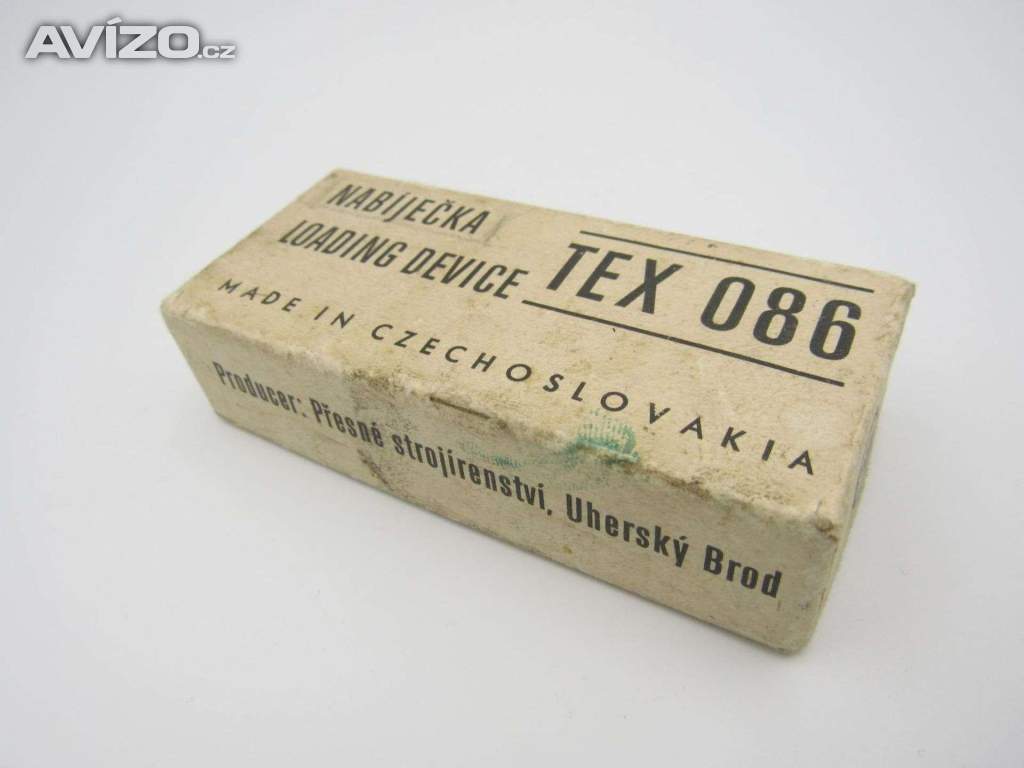 AVÍZO.cz
NABÍJEČKA
LOADING DEVICE
TEX 086
MADE IN CZECHOSLOVAKIA
Producer: Přesné strojírenství, Uherský Brod